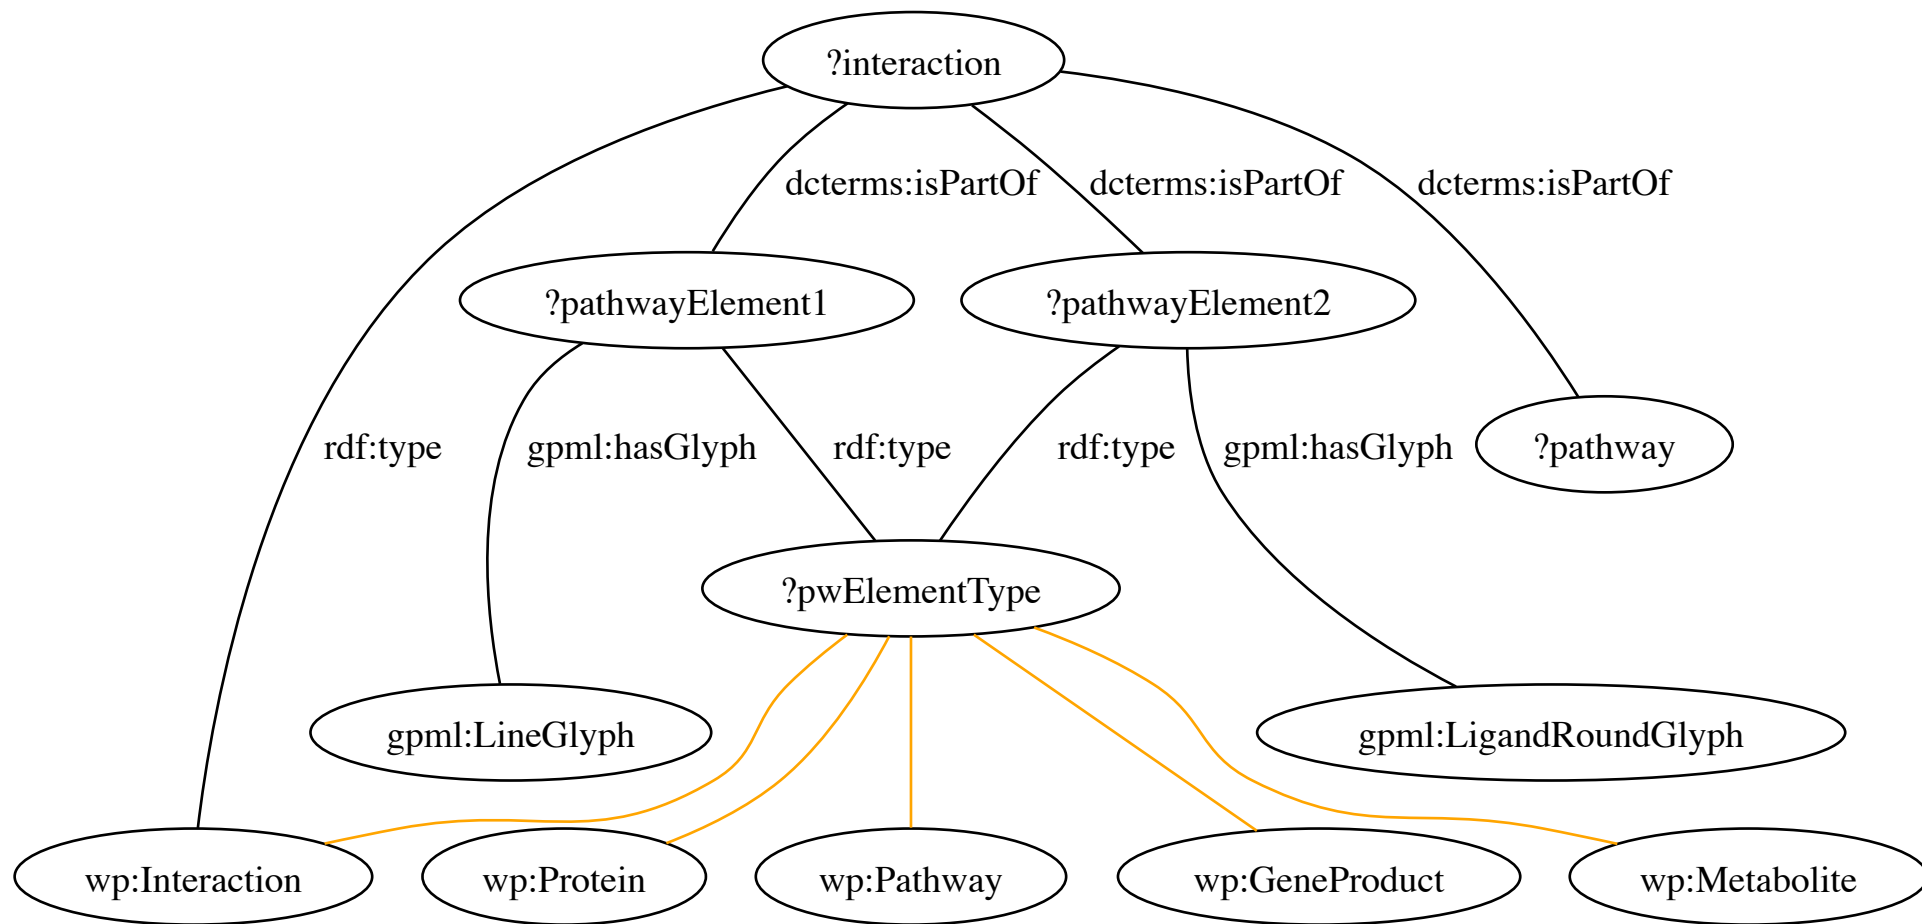 ?interaction
dcterms:isPartOf
dcterms:isPartOf
dcterms:isPartOf
?pathwayElement1
?pathwayElement2
rdf:type
gpml:hasGlyph
rdf:type
rdf:type
gpml:hasGlyph
?pathway
?pwElementType
gpml:LineGlyph
gpml:LigandRoundGlyph
wp:Interaction
wp:Protein
wp:Pathway
wp:GeneProduct
wp:Metabolite